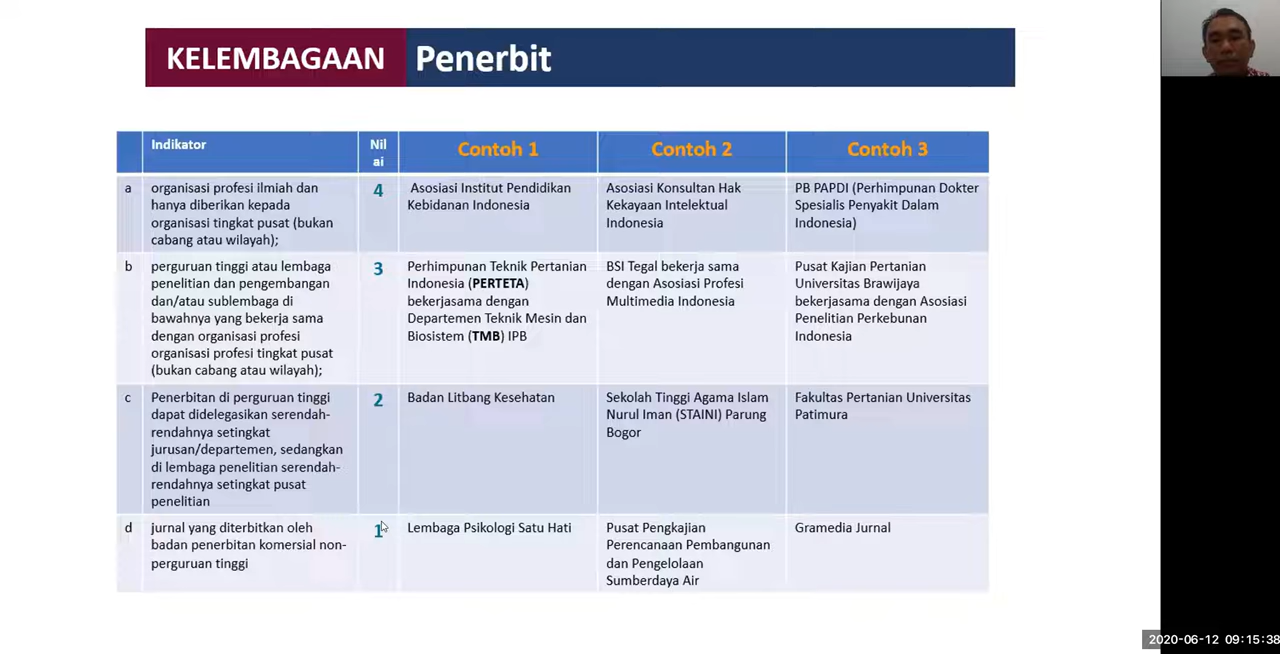 KELEMBAGAAN Penerbit
Indikator
Nil
ai
Contoh 1
Contoh 2
Contoh 3
a
organisasi profesi ilmiah dan
hanya diberikan kepada
organisasi tingkat pusat (bukan
cabang atau wilayah);
4
Asosiasi Institut Pendidikan
Kebidanan Indonesia
Asosiasi Konsultan Hak
Kekayaan Intelektual
Indonesia
PB PAPDI (Perhimpunan Dokter
Spesialis Penyakit Dalam
Indonesia)
b
perguruan tinggi atau lembaga
penelitian dan pengembangan
dan/atau sublembaga di
bawahnya yang bekerja sama
dengan organisasi profesi
organisasi profesi tingkat pusat
(bukan cabang atau wilayah);
3
Perhimpunan Teknik Pertanian
Indonesia (PERTETA)
bekerjasama dengan
Departemen Teknik Mesin dan
Biosistem (TMB) IPB
BSI Tegal bekerja sama
dengan Asosiasi Profesi
Multimedia Indonesia
Pusat Kajian Pertanian
Universitas Brawijaya
bekerjasama dengan Asosiasi
Penelitian Perkebunan
Indonesia
c
Penerbitan di perguruan tinggi
dapat didelegasikan serendah-
rendahnya setingkat
jurusan/departemen, sedangkan
di lembaga penelitian serendah-
rendahnya setingkat pusat
penelitian
2
Badan Litbang Kesehatan
Sekolah Tinggi Agama Islam
Nurul Iman (STAINI) Parung
Bogor
Fakultas Pertanian Universitas
Patimura
d
jurnal yang diterbitkan oleh
badan penerbitan komersial non-
perguruan tinggi
1
Lembaga Psikologi Satu Hati
Pusat Pengkajian
Perencanaan Pembangunan
dan Pengelolaan
Sumberdaya Air
Gramedia Jurnal
2020-06-12 09:15:38